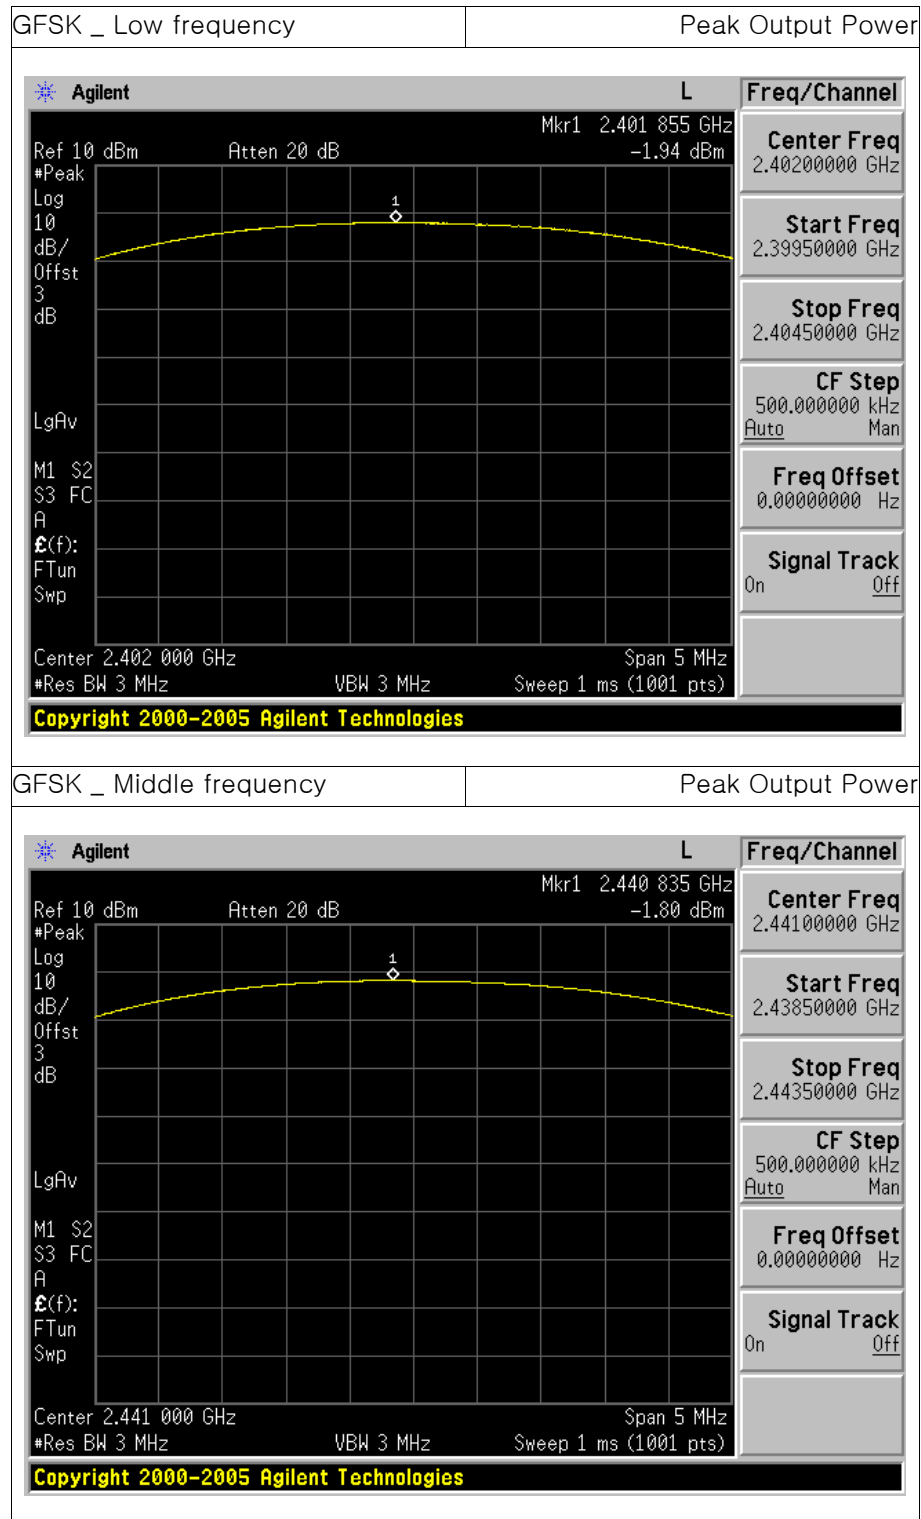 GFSK _ Low frequency Peak Output Power
Agilent L Freq/Channel
Mkr1 2.401 855 GHz
Ref 10 dBm Atten 20 dB -1.94 dBm
#Peak
Log
10
dB/
Offst
3
dB
1
LgAv
M1 S2
S3 FC
A
£(f):
FTun
Swp
Center 2.402 000 GHz Span 5 MHz
#Res BW 3 MHz VBW 3 MHz Sweep 1 ms (1001 pts)
Center Freq
2.40200000 GHz
Start Freq
2.39950000 GHz
Stop Freq
2.40450000 GHz
CF Step
500.000000 kHz
Auto Man
Freq Offset
0.00000000 Hz
Signal Track
On Off
Copyright 2000-2005 Agilent Technologies
GFSK _ Middle frequency Peak Output Power
Agilent L Freq/Channel
Mkr1 2.440 835 GHz
Ref 10 dBm Atten 20 dB -1.80 dBm
#Peak
Log
10
dB/
Offst
3
dB
1
LgAv
M1 S2
S3 FC
A
£(f):
FTun
Swp
Center 2.441 000 GHz Span 5 MHz
#Res BW 3 MHz VBW 3 MHz Sweep 1 ms (1001 pts)
Center Freq
2.44100000 GHz
Start Freq
2.43850000 GHz
Stop Freq
2.44350000 GHz
CF Step
500.000000 kHz
Auto Man
Freq Offset
0.00000000 Hz
Signal Track
On Off
Copyright 2000-2005 Agilent Technologies